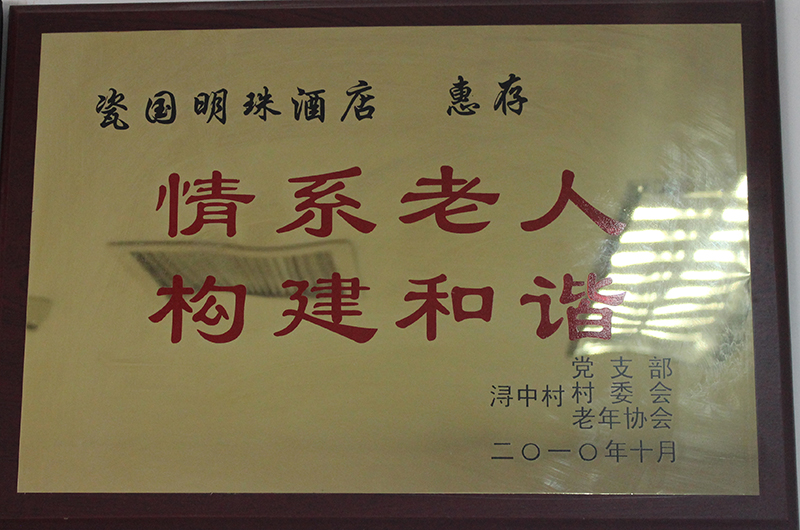 瓷国明珠酒店 惠存
情系老人
构建和谐
党支部
浔中村村委会
老年协会
二〇一〇年十月